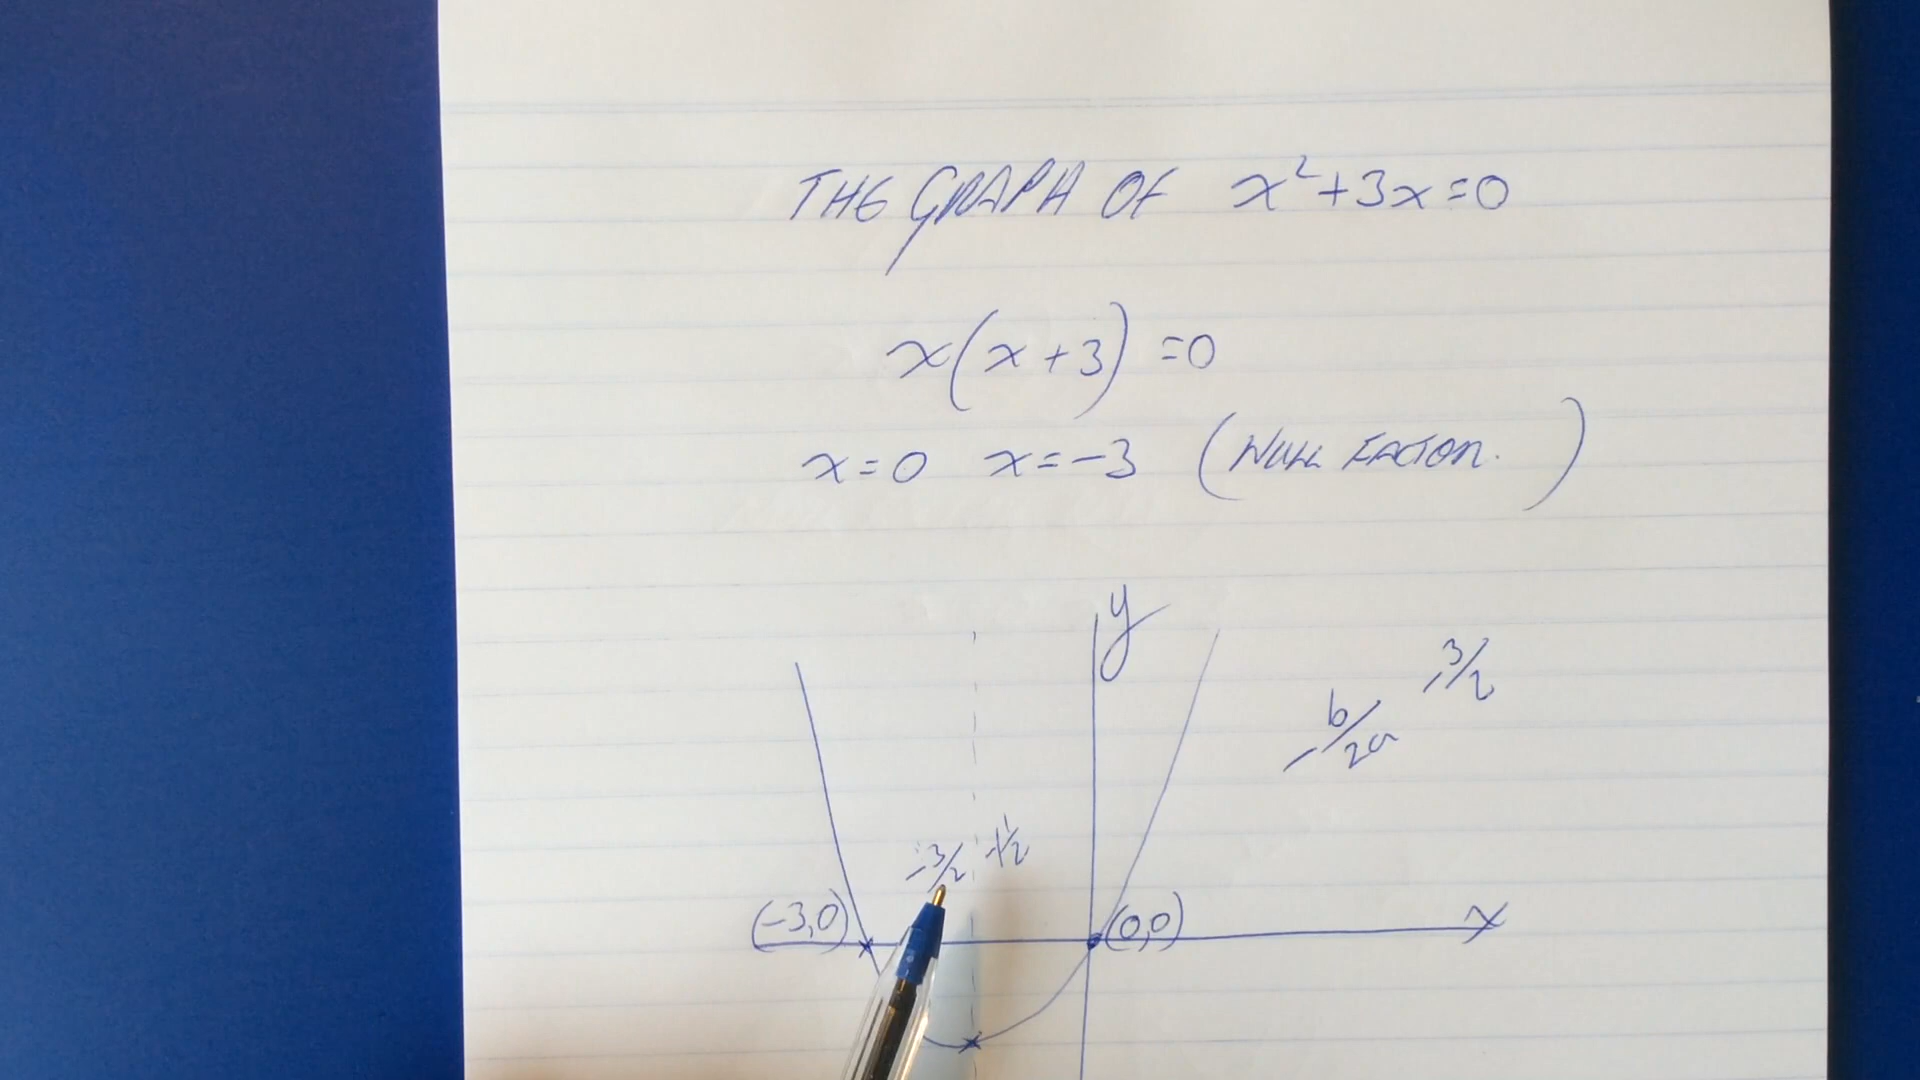 THE GRAPH OF x²+3x=0
x(x+3)=0
x=0 x=-3 (NULL FACTOR.)
y
-3/2
-b/2a
-3/2 -1½
(-3,0) (0,0) x